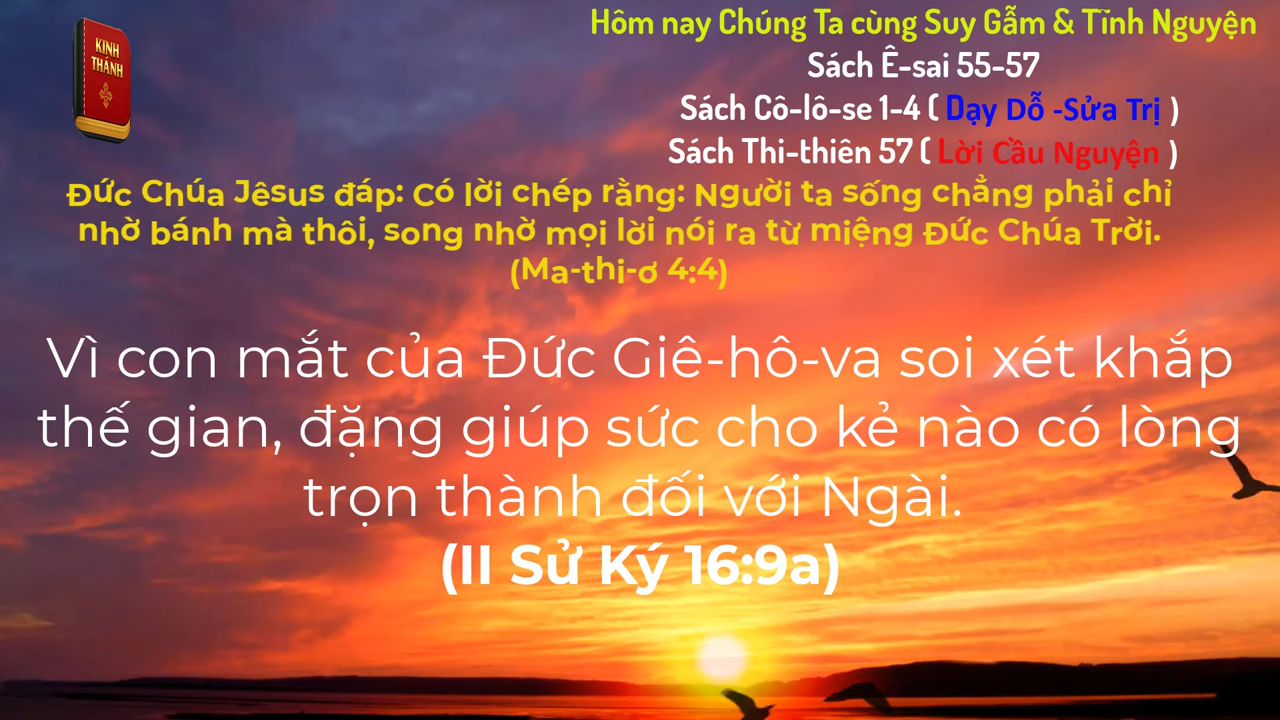 KINH
THÁNH
Hôm nay Chúng Ta cùng Suy Gẫm & Tĩnh Nguyện
Sách Ê-sai 55-57
Sách Cô-lô-se 1-4 ( Dạy Dỗ -Sửa Trị )
Sách Thi-thiên 57 ( Lời Cầu Nguyện )
Đức Chúa Jêsus đáp: Có lời chép rằng: Người ta sống chẳng phải chỉ
nhờ bánh mà thôi, song nhờ mọi lời nói ra từ miệng Đức Chúa Trời.
(Ma-thi-ơ 4:4)
Vì con mắt của Đức Giê-hô-va soi xét khắp
thế gian, đặng giúp sức cho kẻ nào có lòng
trọn thành đối với Ngài.
(II Sử Ký 16:9a)